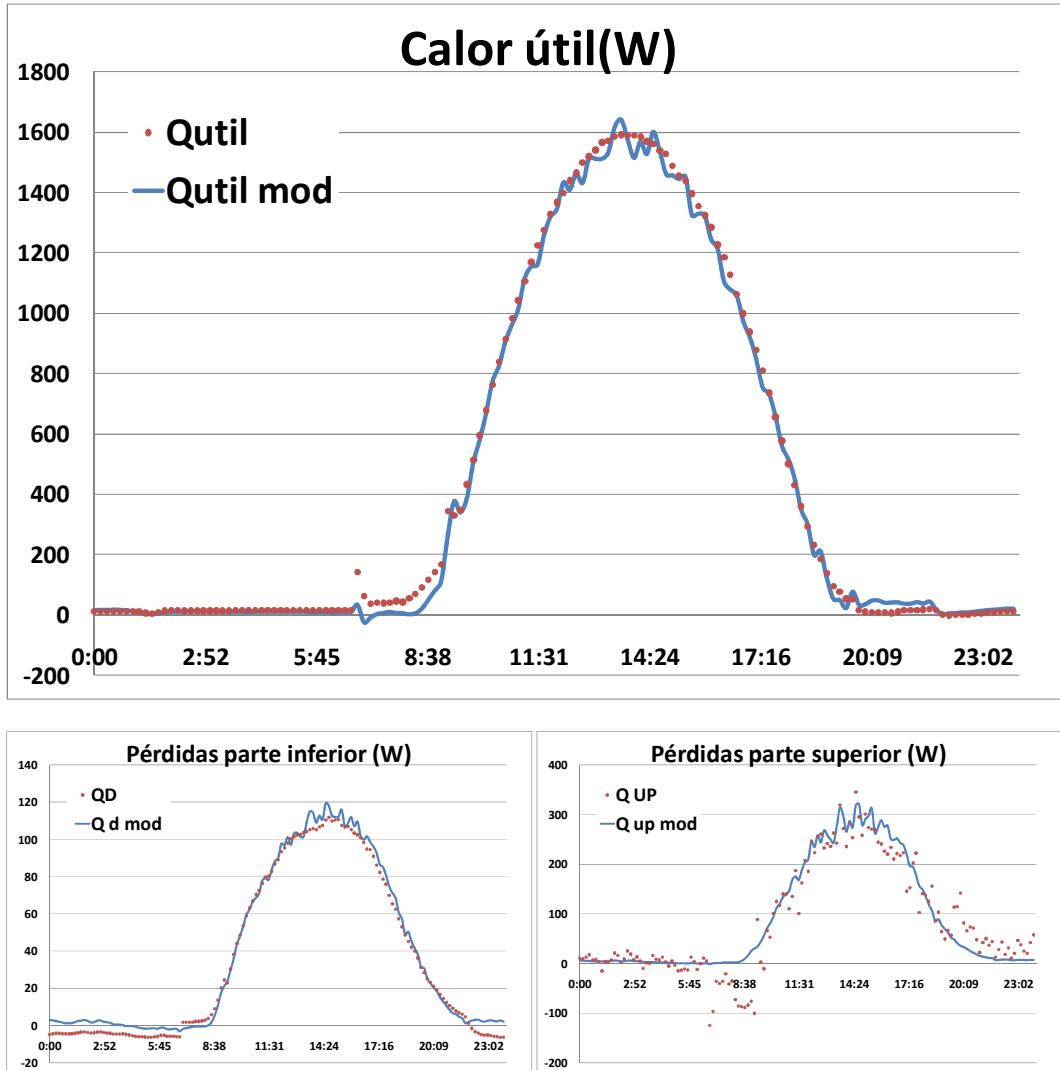 Calor útil(W)
1800
1600
1400
1200
1000
800
600
400
200
0
-200
Qutil
Qutil mod
0:00 2:52 5:45 8:38 11:31 14:24 17:16 20:09 23:02
Pérdidas parte inferior (W)
140
120
100
80
60
40
20
0
-20
QD
Q d mod
0:00 2:52 5:45 8:38 11:31 14:24 17:16 20:09 23:02
Pérdidas parte superior (W)
400
300
200
100
0
-100
-200
Q UP
Q up mod
0:00 2:52 5:45 8:38 11:31 14:24 17:16 20:09 23:02